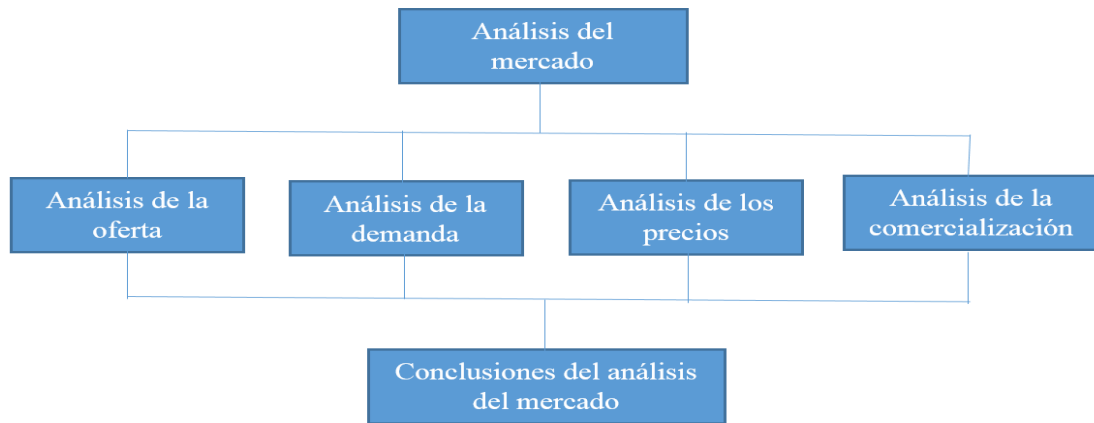 Análisis del
mercado
Análisis de la
oferta
Análisis de la
demanda
Análisis de los
precios
Análisis de la
comercialización
Conclusiones del análisis
del mercado